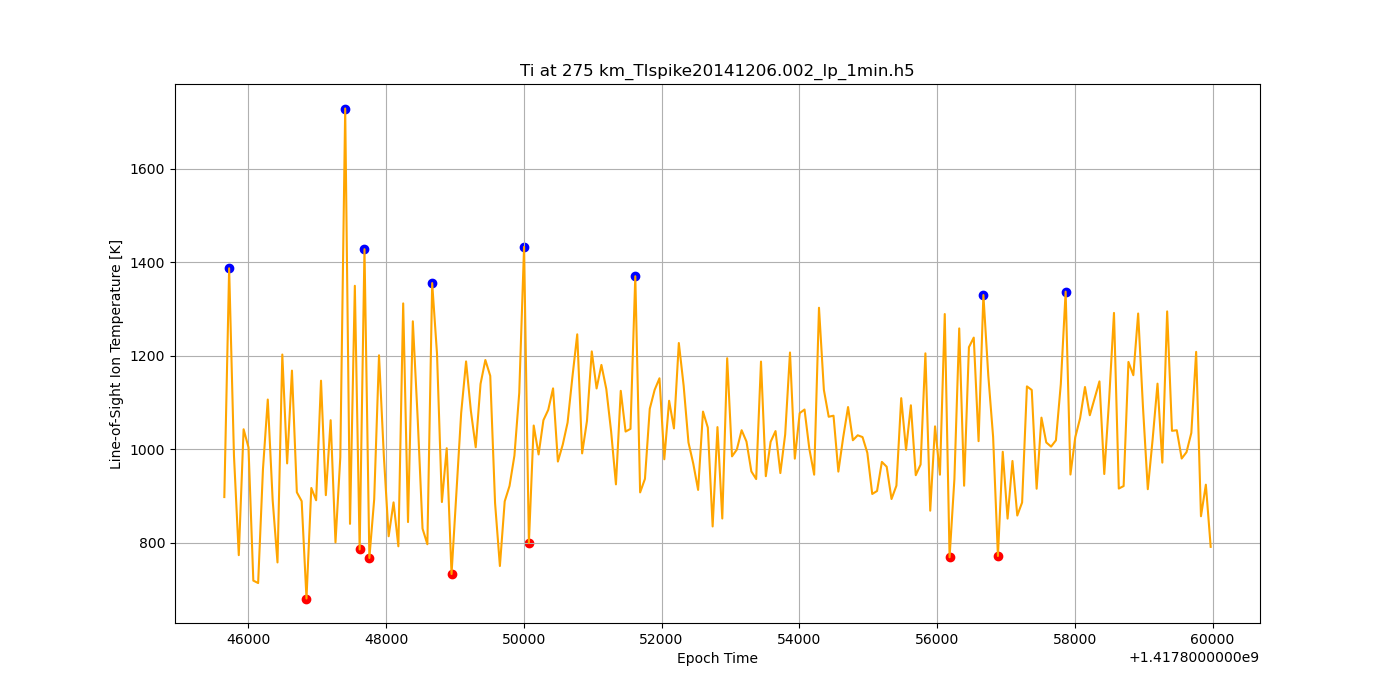 Ti at 275 km_TIspike20141206.002_lp_1min.h5
Line-of-Sight Ion Temperature [K]
1600
1400
1200
1000
800
46000 48000 50000 52000 54000 56000 58000 60000
Epoch Time
+1.4178000000e9